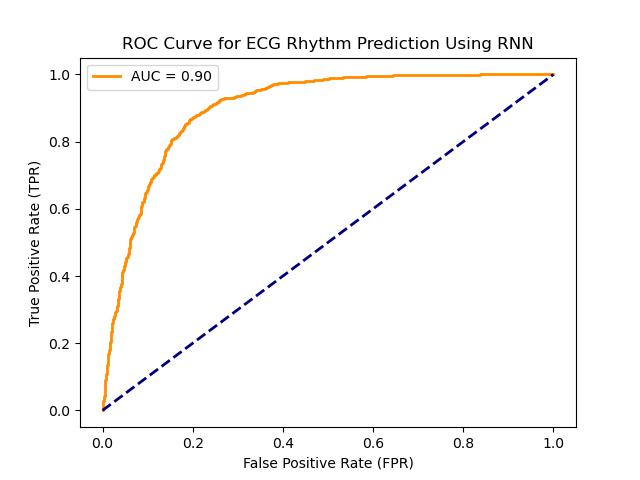 ROC Curve for ECG Rhythm Prediction Using RNN
AUC = 0.90
1.0
0.8
0.6
0.4
0.2
0.0
True Positive Rate (TPR)
0.0 0.2 0.4 0.6 0.8 1.0
False Positive Rate (FPR)